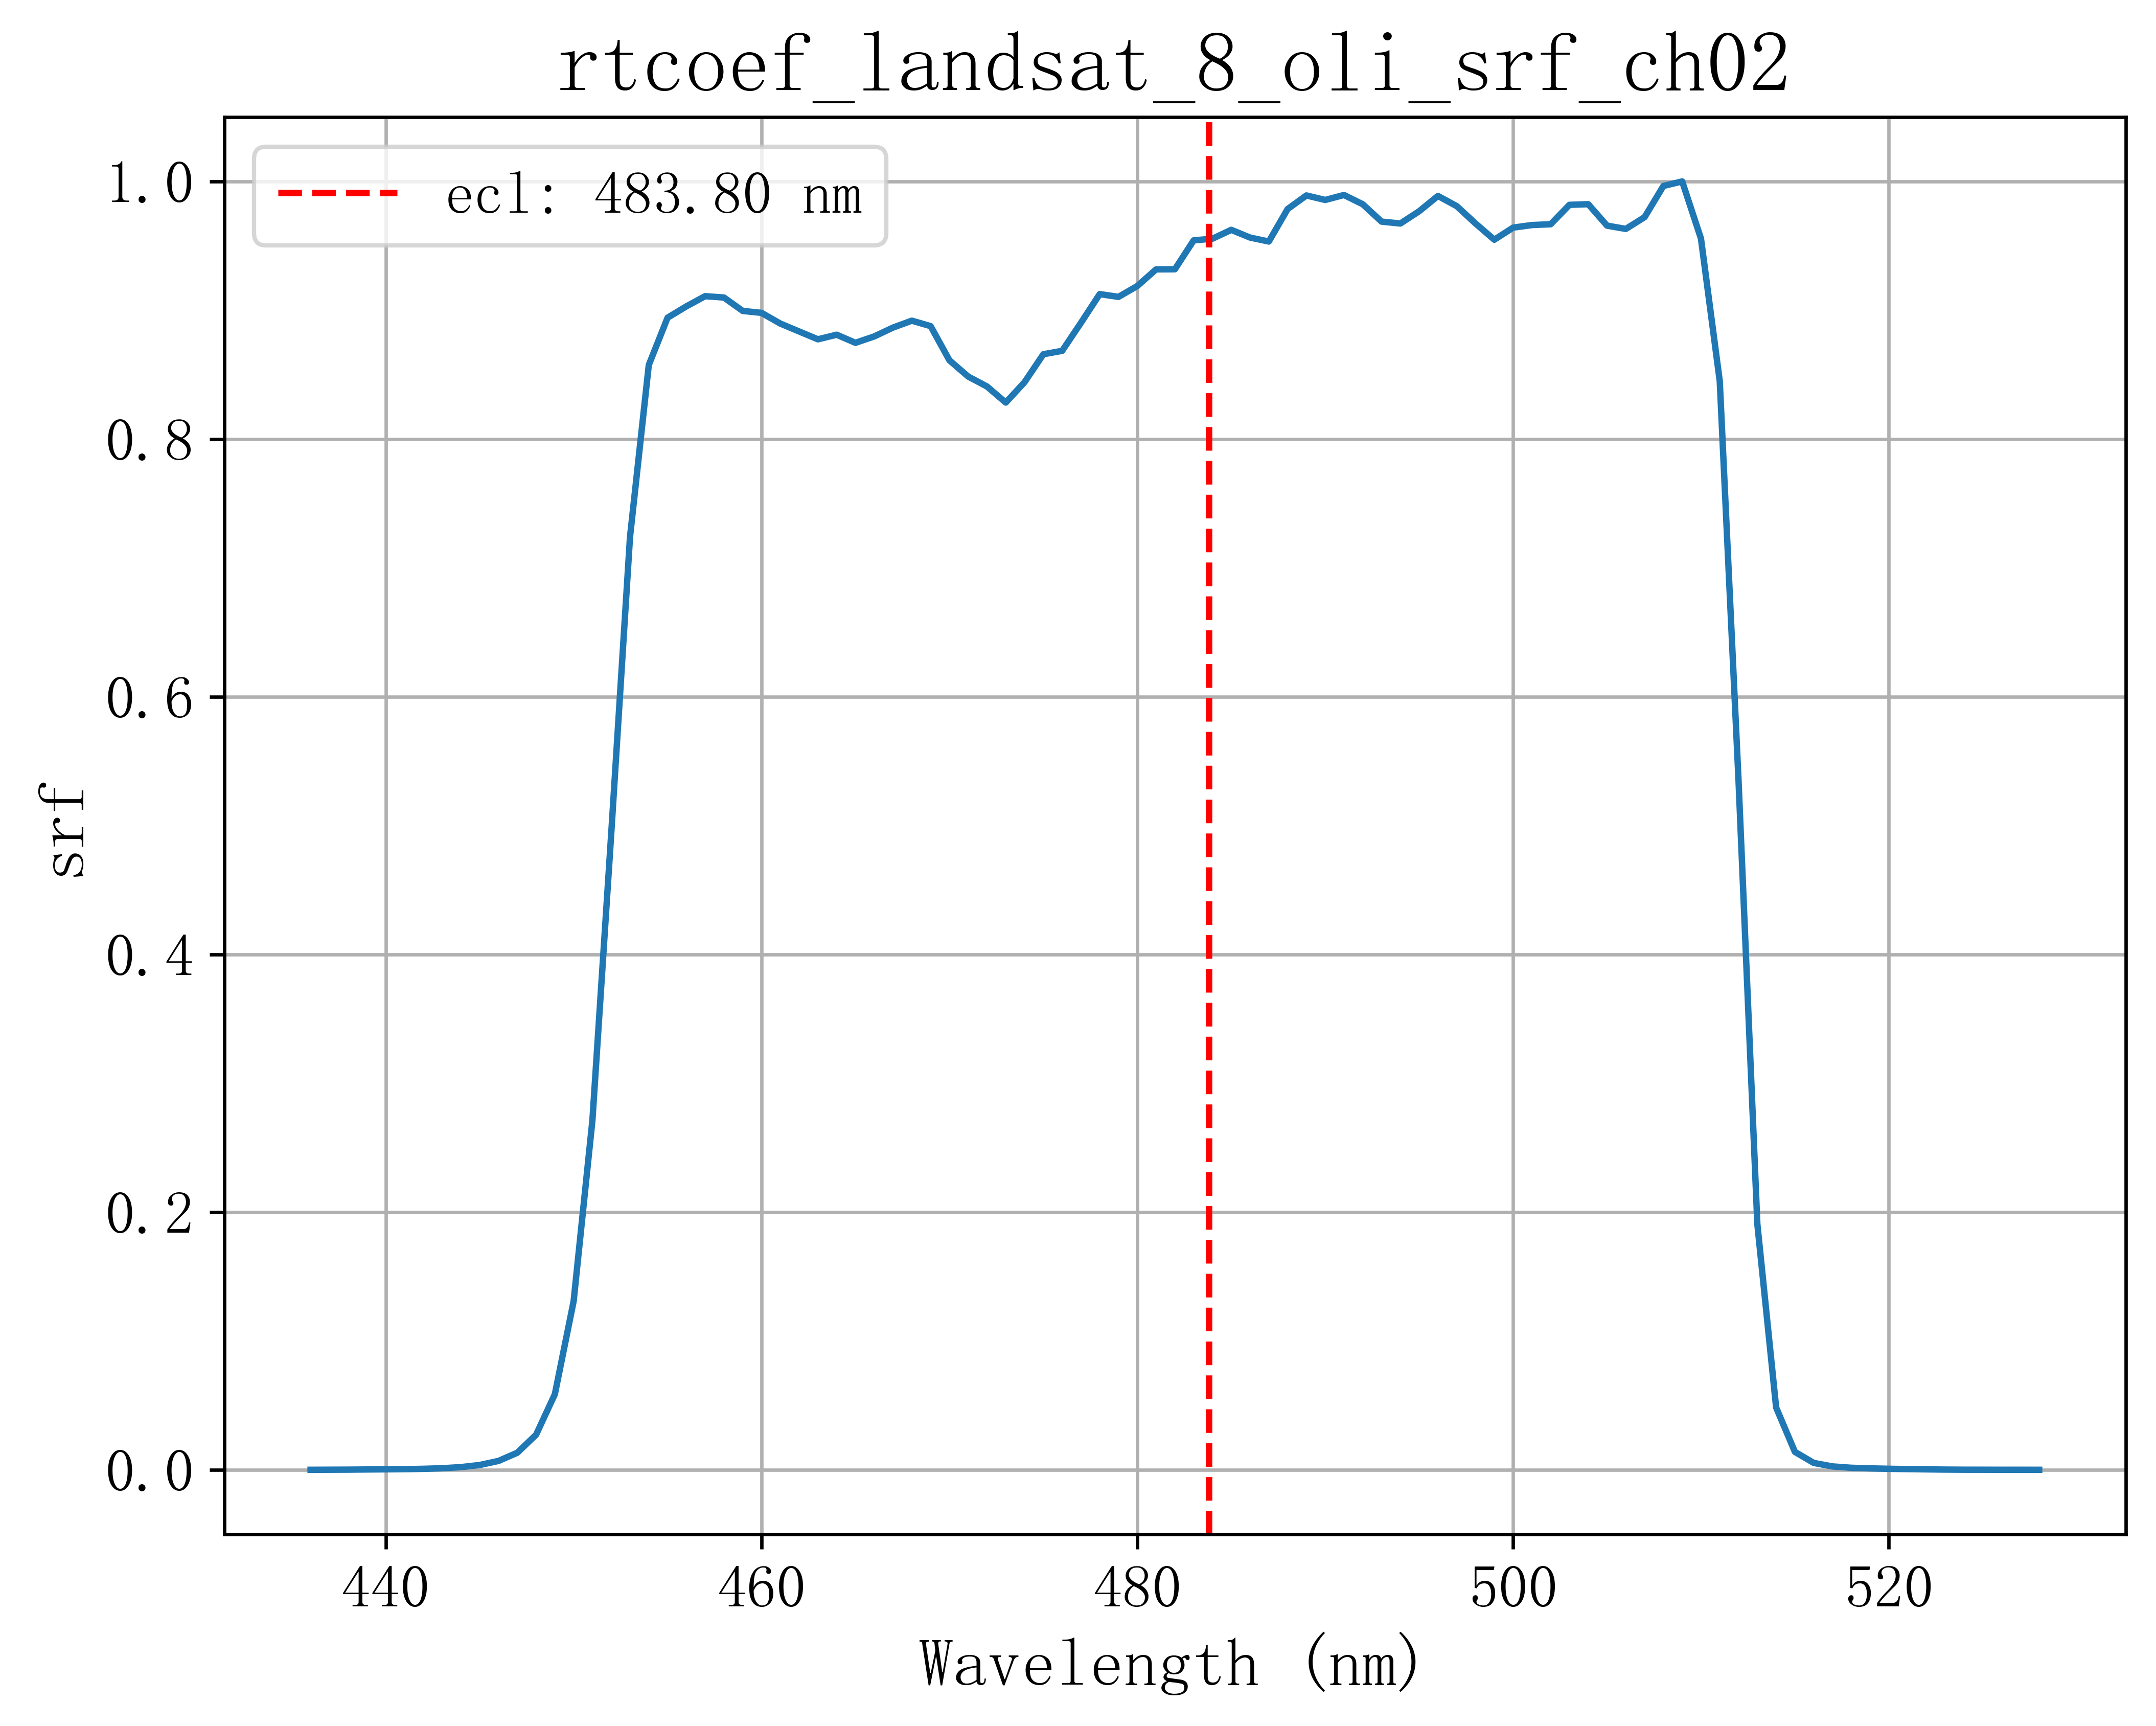 rtcoef_landsat_8_oli_srf_ch02
ecl: 483.80 nm
1.0
0.8
0.6
0.4
0.2
0.0
srf
440 460 480 500 520
Wavelength (nm)